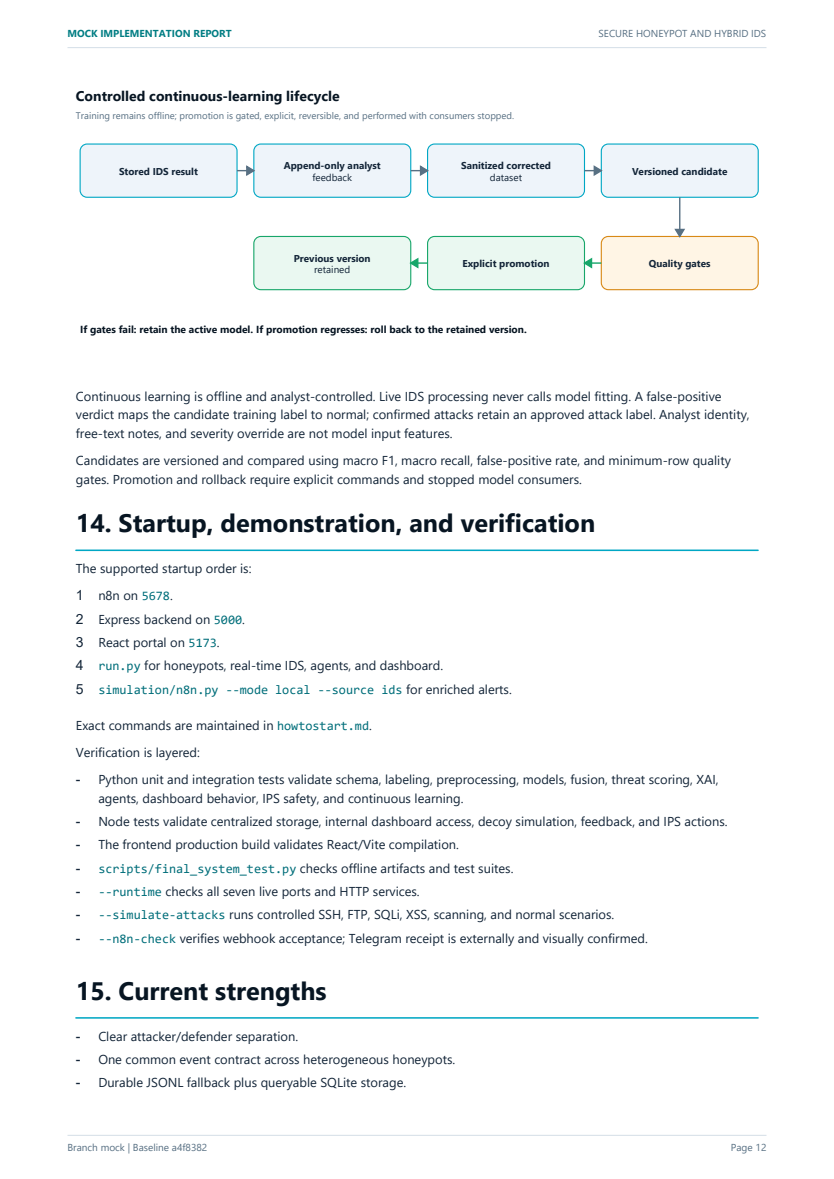 MOCK IMPLEMENTATION REPORT
SECURE HONEYPOT AND HYBRID IDS
Controlled continuous-learning lifecycle
Training remains offline; promotion is gated, explicit, reversible, and performed with consumers stopped.
Stored IDS result
Append-only analyst
feedback
Sanitized corrected
dataset
Versioned candidate
Previous version
retained
Explicit promotion
Quality gates
If gates fail: retain the active model. If promotion regresses: roll back to the retained version.
Continuous learning is offline and analyst-controlled. Live IDS processing never calls model fitting. A false-positive
verdict maps the candidate training label to normal; confirmed attacks retain an approved attack label. Analyst identity,
free-text notes, and severity override are not model input features.
Candidates are versioned and compared using macro F1, macro recall, false-positive rate, and minimum-row quality
gates. Promotion and rollback require explicit commands and stopped model consumers.
14. Startup, demonstration, and verification
The supported startup order is:
1 n8n on 5678.
2 Express backend on 5000.
3 React portal on 5173.
4 run.py for honeypots, real-time IDS, agents, and dashboard.
5 simulation/n8n.py --mode local --source ids for enriched alerts.
Exact commands are maintained in howtostart.md.
Verification is layered:
- Python unit and integration tests validate schema, labeling, preprocessing, models, fusion, threat scoring, XAI,
agents, dashboard behavior, IPS safety, and continuous learning.
- Node tests validate centralized storage, internal dashboard access, decoy simulation, feedback, and IPS actions.
- The frontend production build validates React/Vite compilation.
- scripts/final_system_test.py checks offline artifacts and test suites.
- --runtime checks all seven live ports and HTTP services.
- --simulate-attacks runs controlled SSH, FTP, SQLi, XSS, scanning, and normal scenarios.
- --n8n-check verifies webhook acceptance; Telegram receipt is externally and visually confirmed.
15. Current strengths
- Clear attacker/defender separation.
- One common event contract across heterogeneous honeypots.
- Durable JSONL fallback plus queryable SQLite storage.
Branch mock | Baseline a4f8382
Page 12